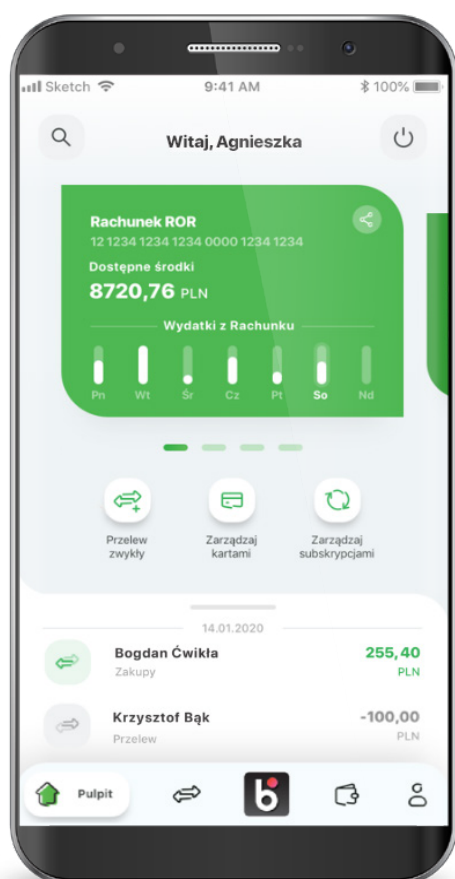 Sketch 9:41 AM 100%
Witaj, Agnieszka
Rachunek ROR
12 1234 1234 1234 0000 1234 1234
Dostępne środki
8720,76 PLN
Wydatki z Rachunku
Pn Wt Śr Cz Pt So Nd
Przelew zwykły
Zarządzaj kartami
Zarządzaj subskrypcjami
14.01.2020
Bogdan Ćwikła 255,40
Zakupy PLN
Krzysztof Bąk -100,00
Przelew PLN
Pulpit b